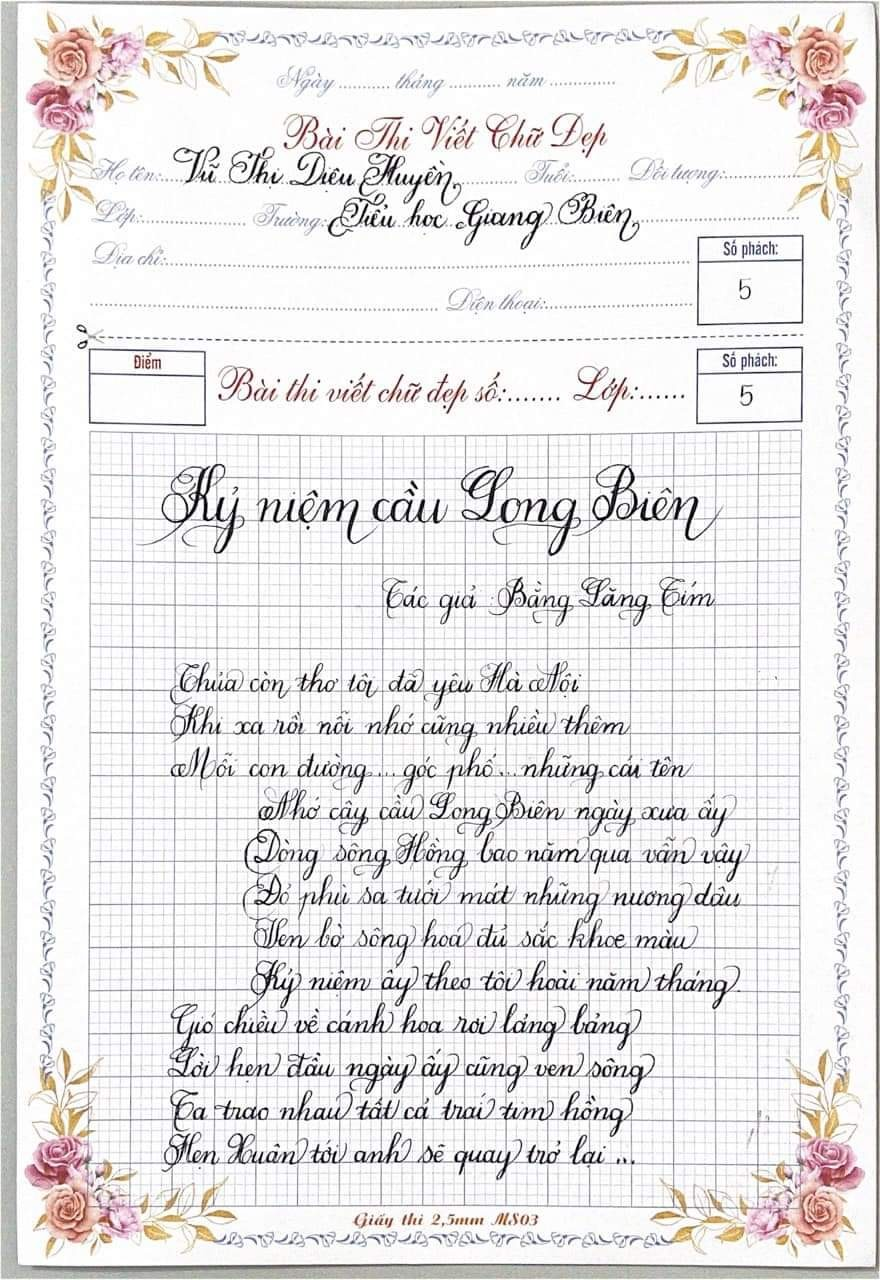 Ngày ........... tháng ........... năm ..............
Bài Thi Viết Chữ Đẹp
Họ tên: Vũ Thị Diệu Huyền Tuổi: Đối tượng:
Lớp: Trường: Tiểu học Giang Biên
Địa chỉ:
Số phách:
5
Điện thoại:
Điểm
Bài thi viết chữ đẹp số:....... Lớp:......
Số phách:
5
Kỷ niệm cầu Long Biên
Tác giả : Bằng Lăng Tím
Thủa còn thơ tôi đã yêu Hà Nội
Khi xa rồi nỗi nhớ cũng nhiều thêm
Mỗi con đường... góc phố...những cái tên
Nhớ cây cầu Long Biên ngày xưa ấy
Dòng sông Hồng bao năm qua vẫn vậy
Đỏ phù sa tưới mát những nương dâu
Ven bờ sông hoa đủ sắc khoe màu
Ký niệm ấy theo tôi hoài năm tháng.
Gió chiều về cánh hoa rơi lảng bảng
Lời hẹn đầu ngày ấy cũng ven sông
Ta trao nhau tất cả trái tim hồng
Hẹn Xuân tới anh sẽ quay trở lại ...
Giấy thi 2,5mm MS03